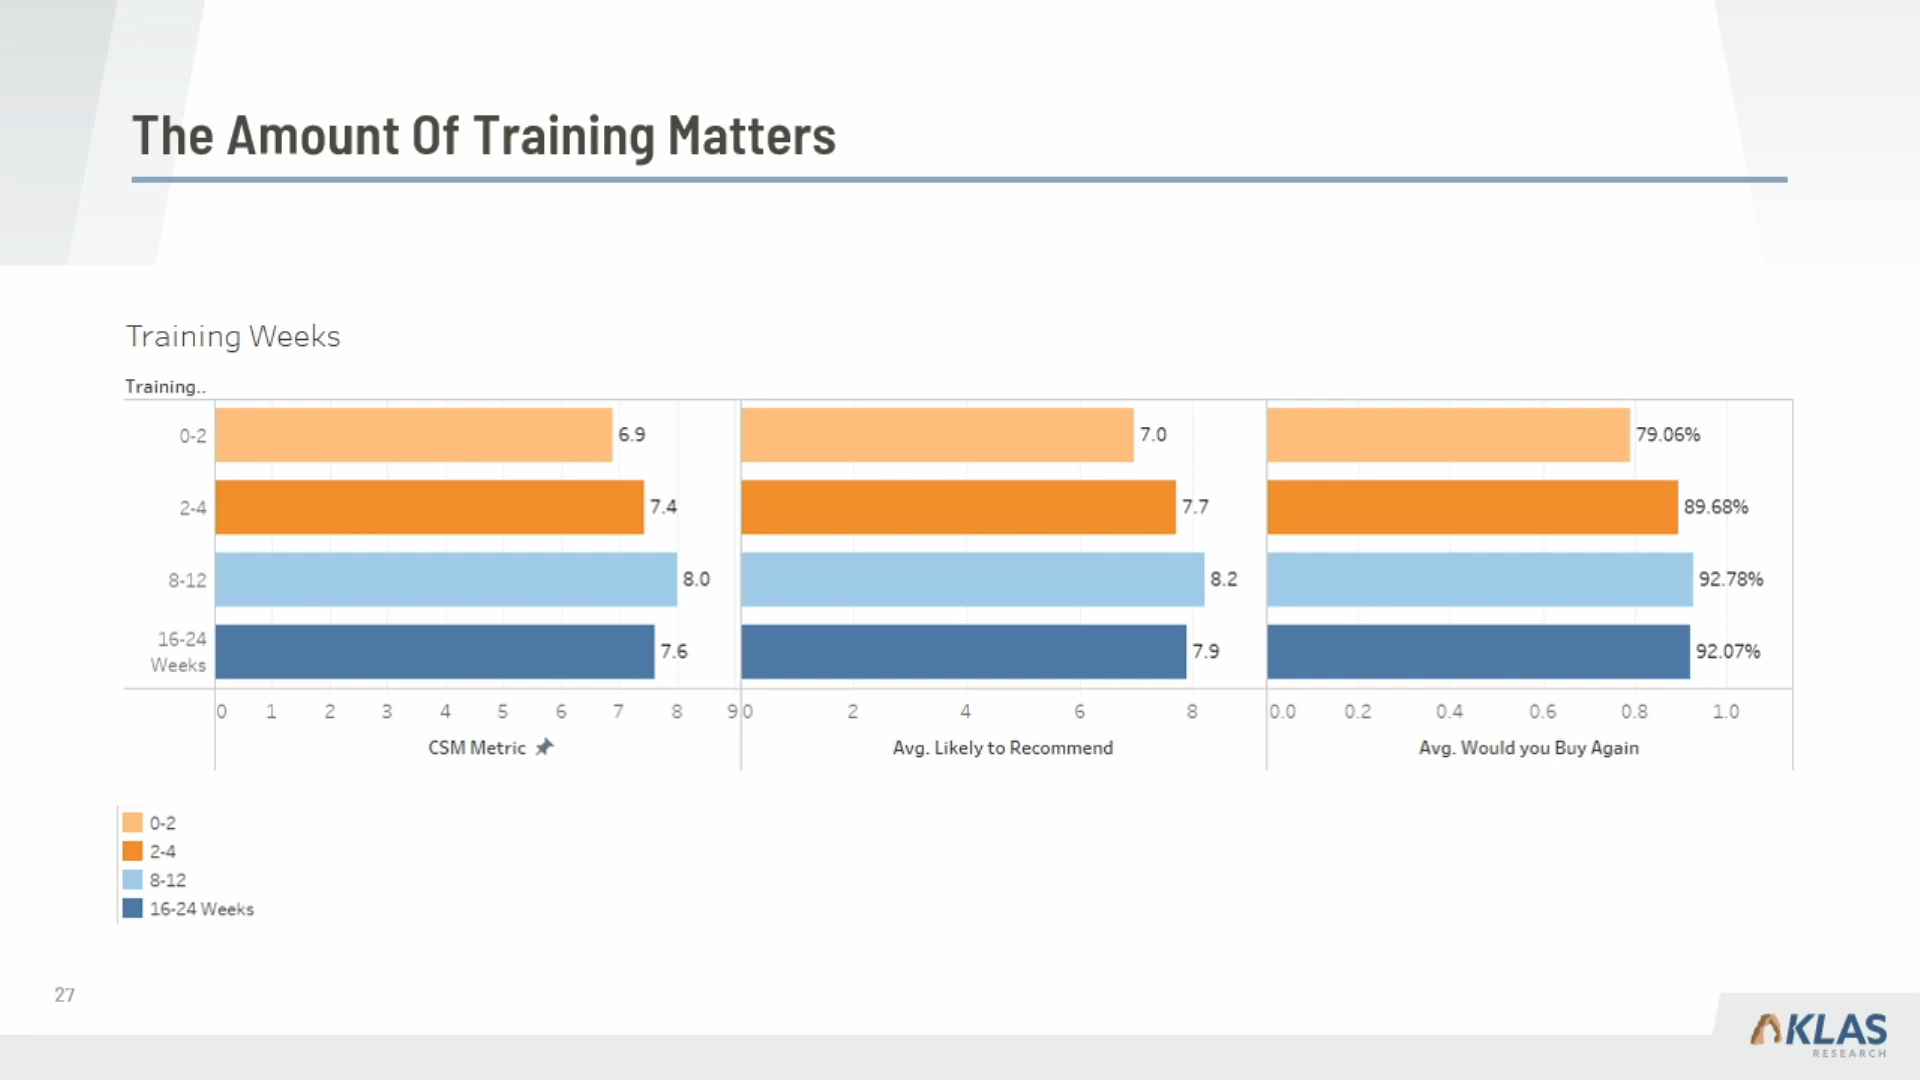 The Amount Of Training Matters
Training Weeks
Training..
0-2 6.9 7.0 79.06%
2-4 7.4 7.7 89.68%
8-12 8.0 8.2 92.78%
16-24 Weeks 7.6 7.9 92.07%
0 1 2 3 4 5 6 7 8 9 0 2 4 6 8 0.0 0.2 0.4 0.6 0.8 1.0
CSM Metric Avg. Likely to Recommend Avg. Would you Buy Again
0-2
2-4
8-12
16-24 Weeks
27
KLAS
RESEARCH